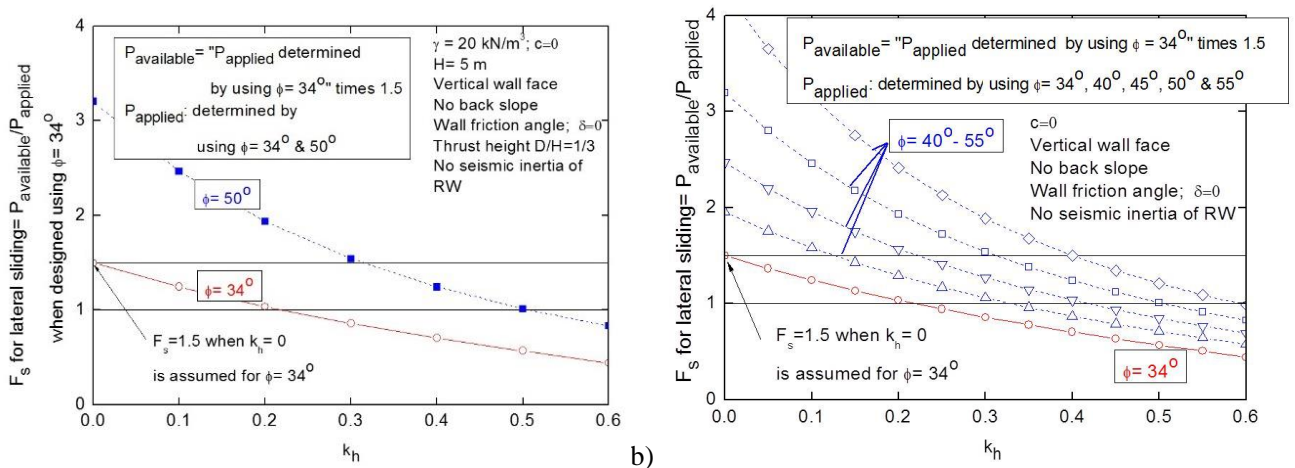 4
3
2
1
0
0.0 0.1 0.2 0.3 0.4 0.5 0.6
k_h
F_s for lateral sliding= P_available/P_applied
when designed using ϕ= 34°
P_available= "P_applied determined
by using ϕ= 34°" times 1.5
P_applied: determined by
using ϕ= 34° & 50°
γ = 20 kN/m³; c=0
H= 5 m
Vertical wall face
No back slope
Wall friction angle; δ=0
Thrust height D/H=1/3
No seismic inertia of
RW
ϕ= 50°
ϕ= 34°
F_s=1.5 when k_h= 0
is assumed for ϕ= 34°
b)
4
3
2
1
0
0.0 0.1 0.2 0.3 0.4 0.5 0.6
k_h
F_s for lateral sliding= P_available/P_applied
P_available= "P_applied determined by using ϕ = 34°" times 1.5
P_applied: determined by using ϕ= 34°, 40°, 45°, 50° & 55°
ϕ= 40°- 55°
c=0
Vertical wall face
No back slope
Wall friction angle; δ=0
No seismic inertia of RW
F_s=1.5 when k_h= 0
is assumed for ϕ= 34°
ϕ= 34°